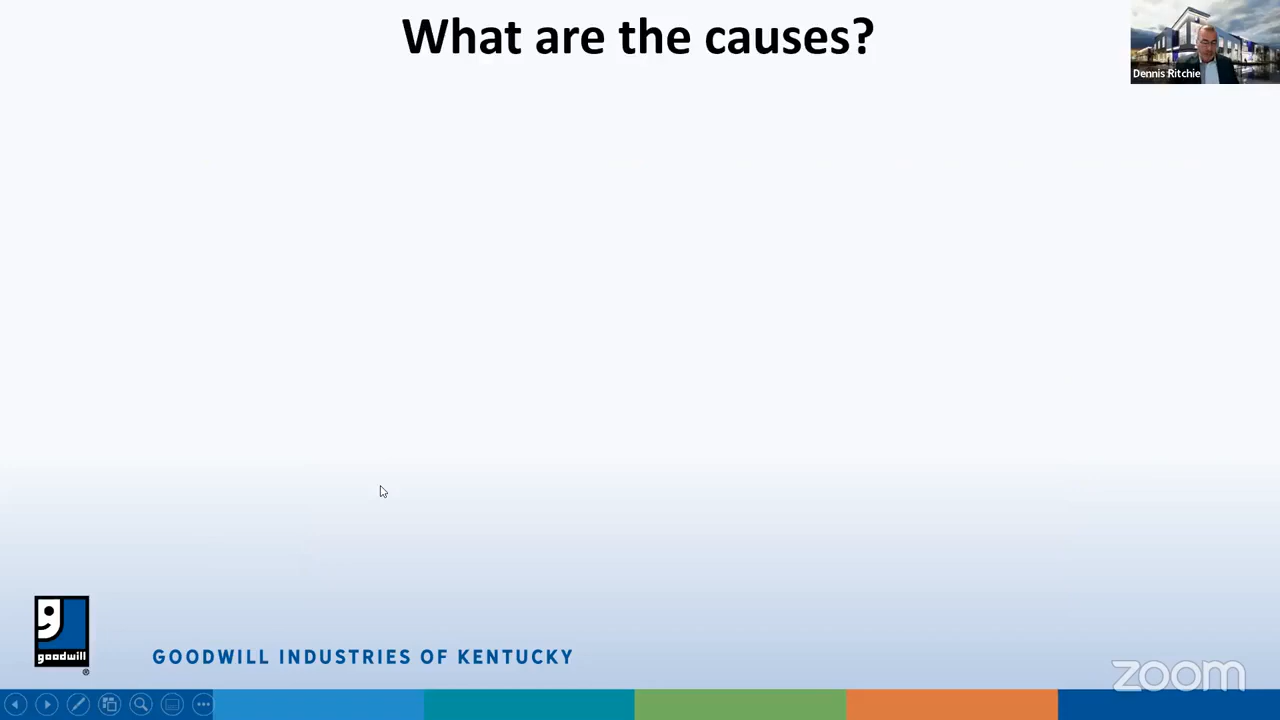 What are the causes?
Dennis Ritchie
goodwill
®
GOODWILL INDUSTRIES OF KENTUCKY
zoom